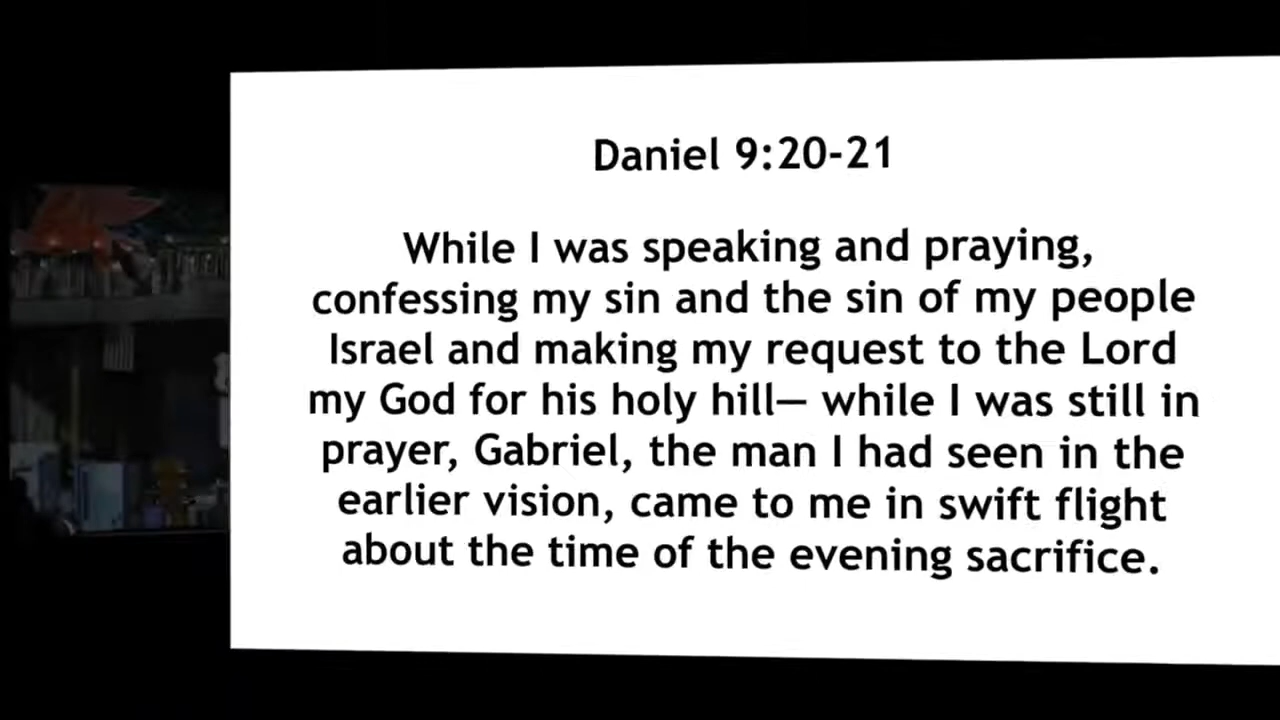 Daniel 9:20-21
While I was speaking and praying,
confessing my sin and the sin of my people
Israel and making my request to the Lord
my God for his holy hill— while I was still in
prayer, Gabriel, the man I had seen in the
earlier vision, came to me in swift flight
about the time of the evening sacrifice.